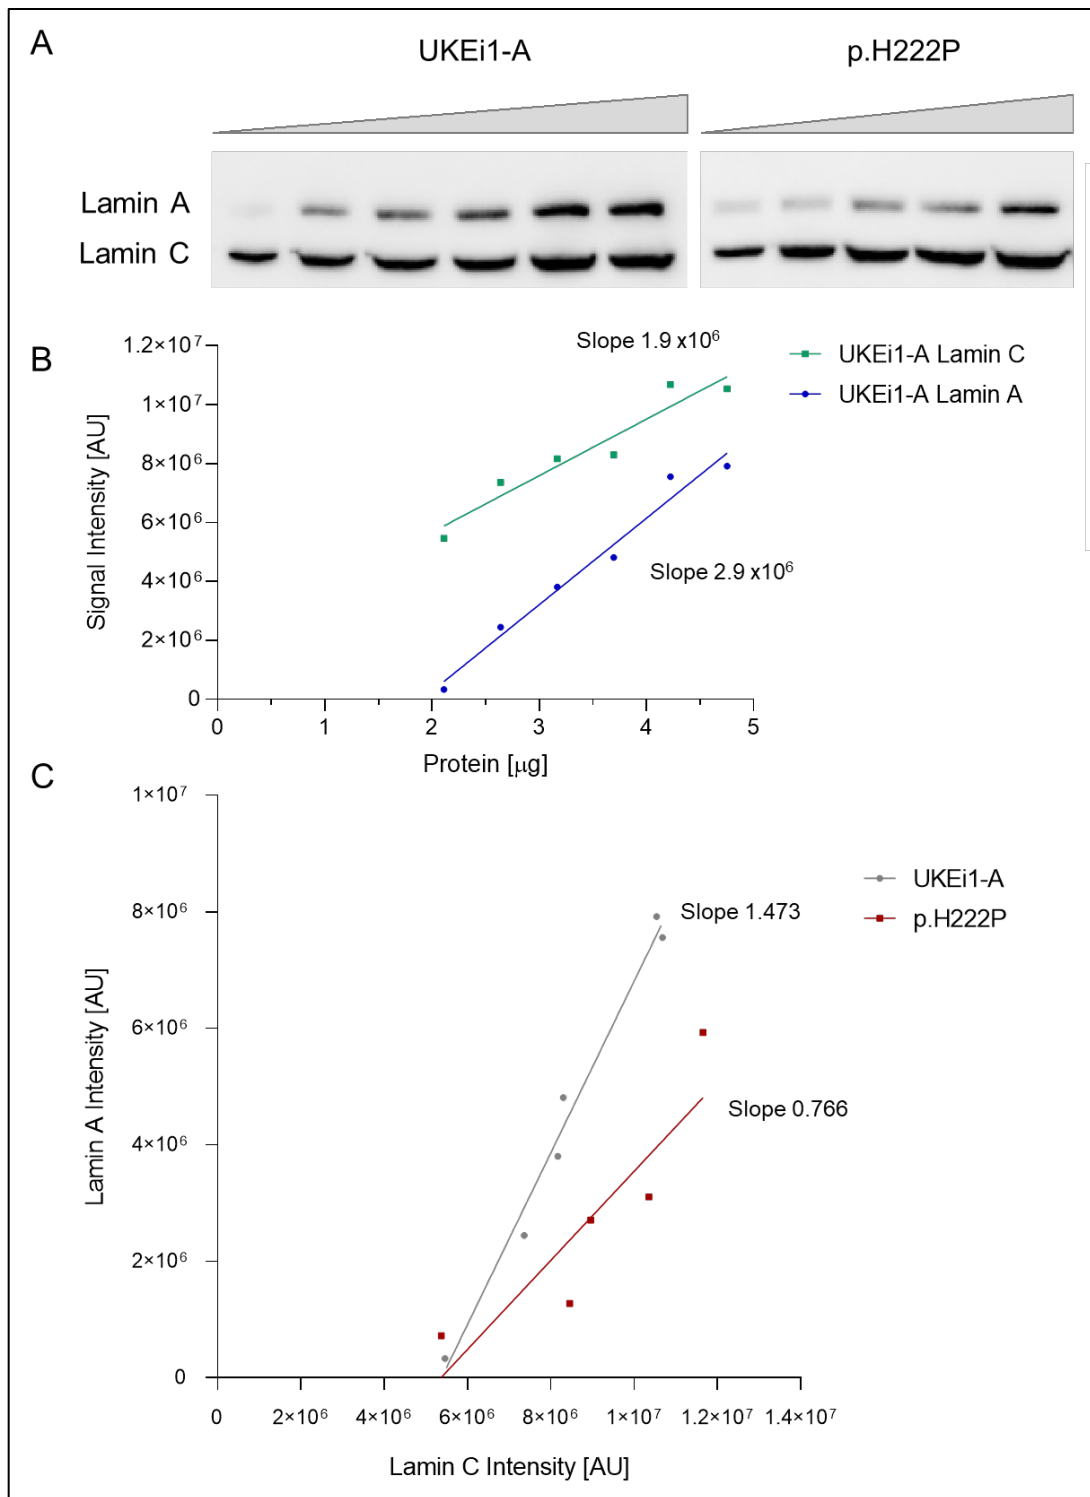 A
UKEi1-A
p.H222P
Lamin A
Lamin C
B
Slope 1.9 x10⁶
UKEi1-A Lamin C
UKEi1-A Lamin A
Slope 2.9 x10⁶
Signal Intensity [AU]
1.2×10⁷
1×10⁷
8×10⁶
6×10⁶
4×10⁶
2×10⁶
0
0 1 2 3 4 5
Protein [µg]
C
UKEi1-A
p.H222P
Slope 1.473
Slope 0.766
Lamin A Intensity [AU]
1×10⁷
8×10⁶
6×10⁶
4×10⁶
2×10⁶
0
0 2×10⁶ 4×10⁶ 6×10⁶ 8×10⁶ 1×10⁷ 1.2×10⁷ 1.4×10⁷
Lamin C Intensity [AU]